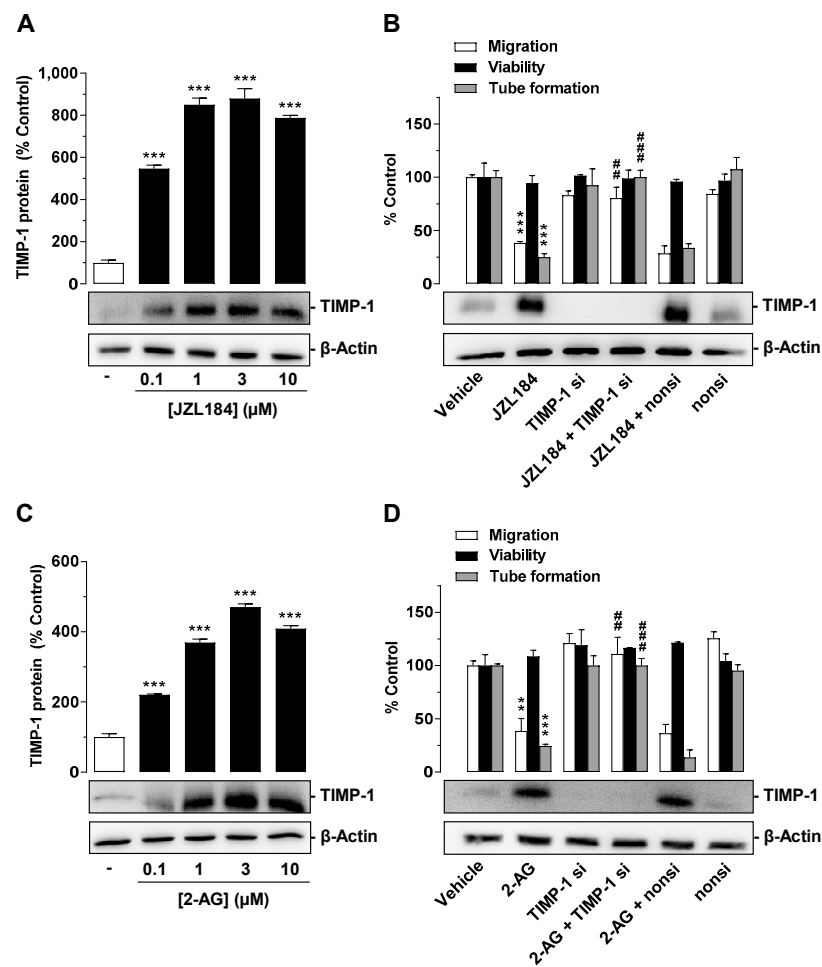 A
TIMP-1 protein (% Control)
1,000
800
600
400
200
0
***
***
***
***
- TIMP-1
- β-Actin
- 0.1 1 3 10
[JZL184] (µM)
B
Migration
Viability
Tube formation
% Control
150
100
50
0
***
***
##
###
- TIMP-1
- β-Actin
Vehicle
JZL184
TIMP-1 si
JZL184 + TIMP-1 si
JZL184 + nonsi
nonsi
C
TIMP-1 protein (% Control)
600
400
200
0
***
***
***
***
- TIMP-1
- β-Actin
- 0.1 1 3 10
[2-AG] (µM)
D
Migration
Viability
Tube formation
% Control
150
100
50
0
**
***
##
###
- TIMP-1
- β-Actin
Vehicle
2-AG
TIMP-1 si
2-AG + TIMP-1 si
2-AG + nonsi
nonsi